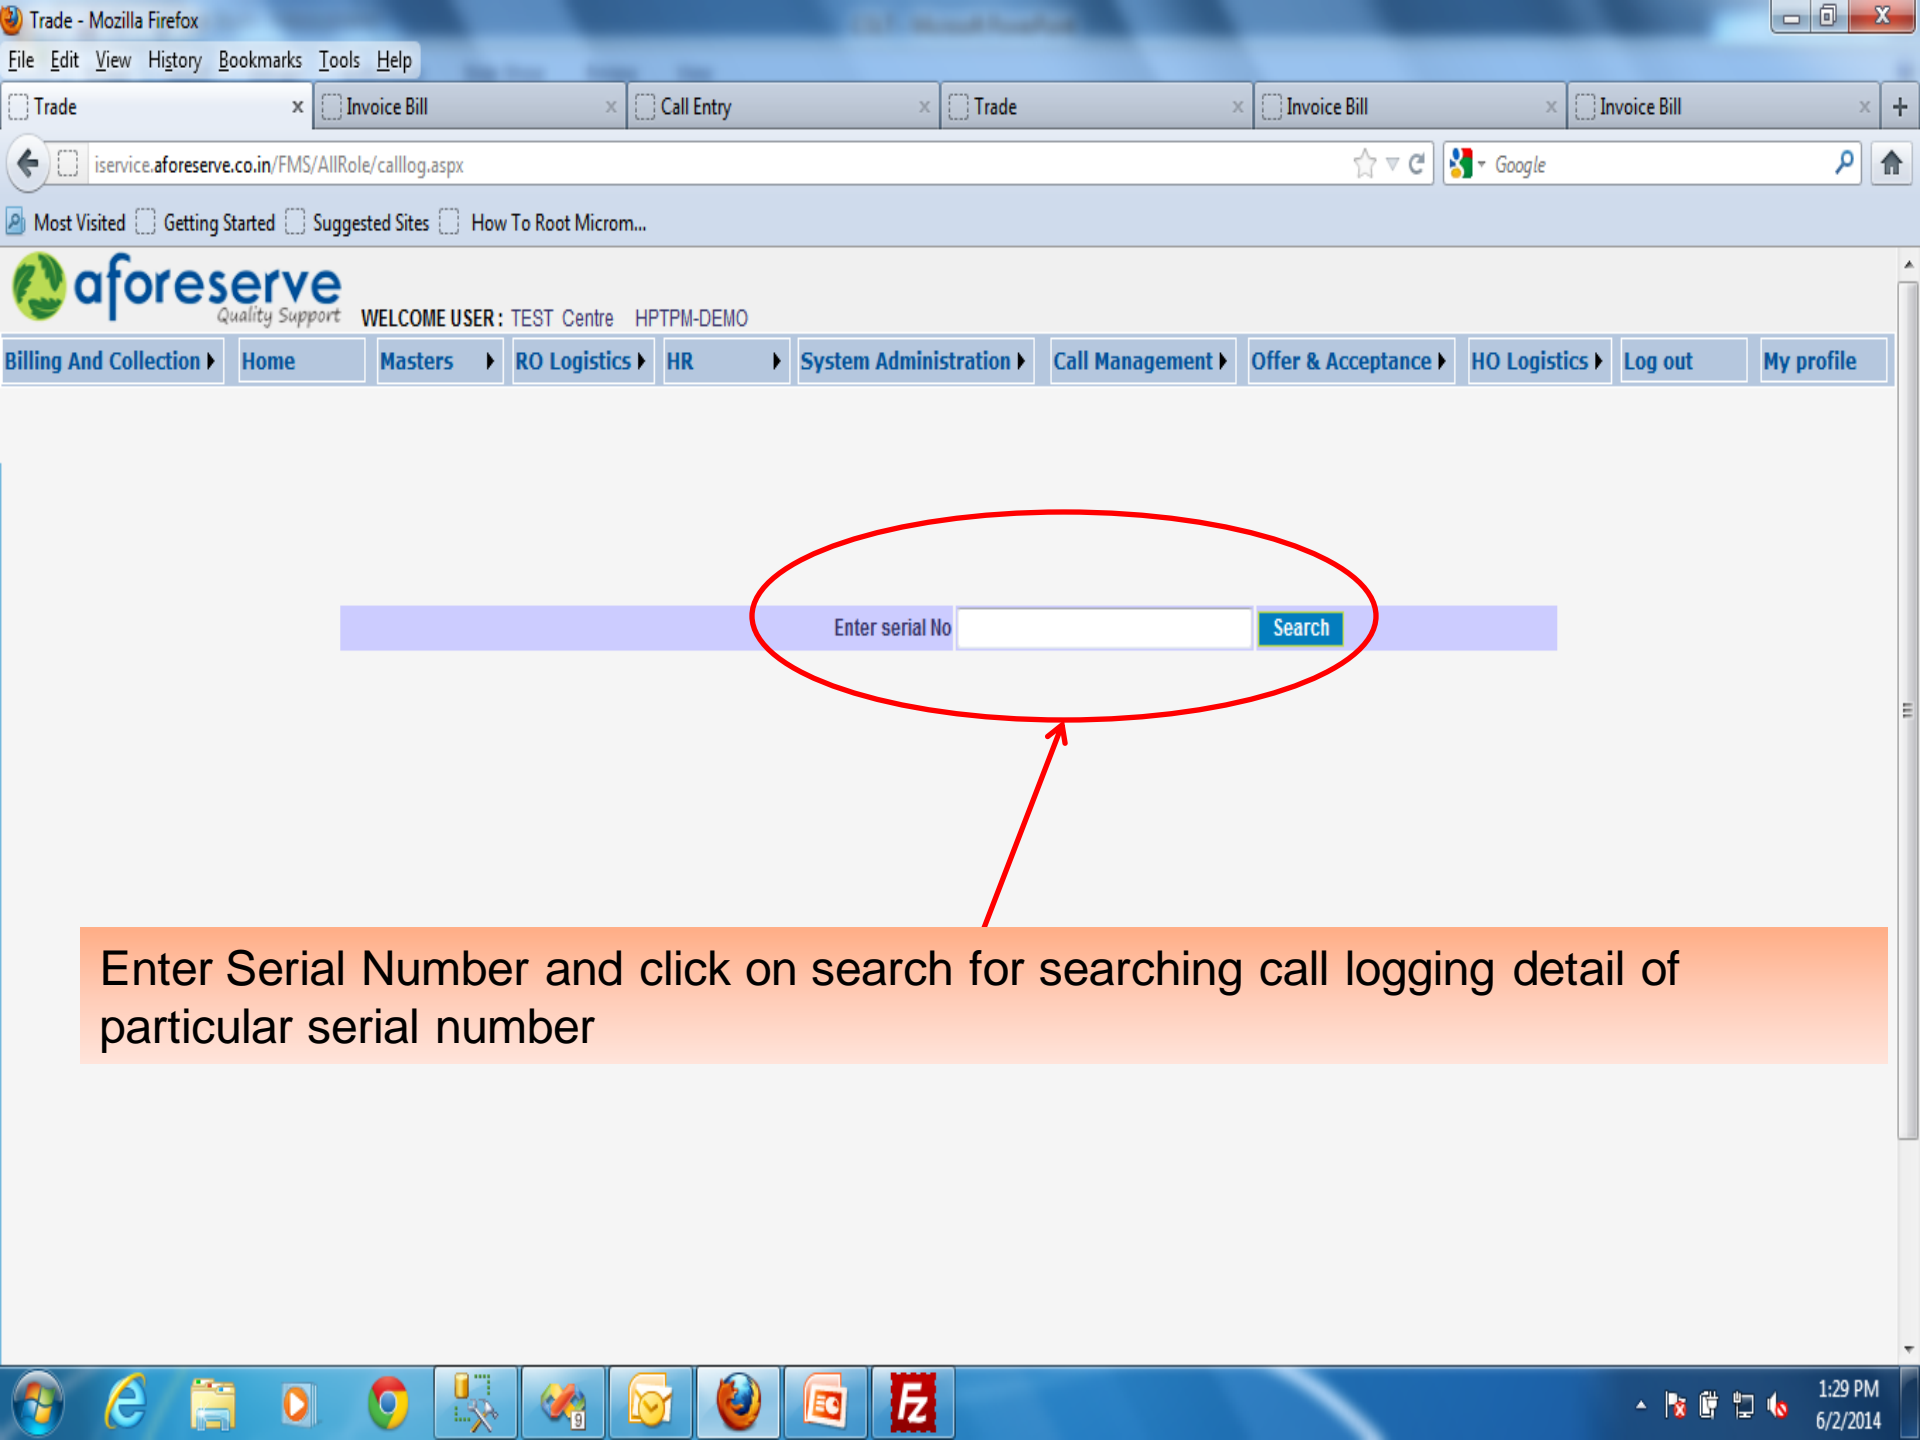 Trade - Mozilla Firefox
File Edit View History Bookmarks Tools Help
Trade x Invoice Bill x Call Entry x Trade x Invoice Bill x Invoice Bill x +
iservice.aforeserve.co.in/FMS/AllRole/calllog.aspx Google
Most Visited Getting Started Suggested Sites How To Root Microm...
aforeserve
Quality Support
WELCOME USER : TEST Centre HPTPM-DEMO
Billing And Collection Home Masters RO Logistics HR System Administration Call Management Offer & Acceptance HO Logistics Log out My profile
Enter serial No Search
Enter Serial Number and click on search for searching call logging detail of
particular serial number
1:29 PM
6/2/2014